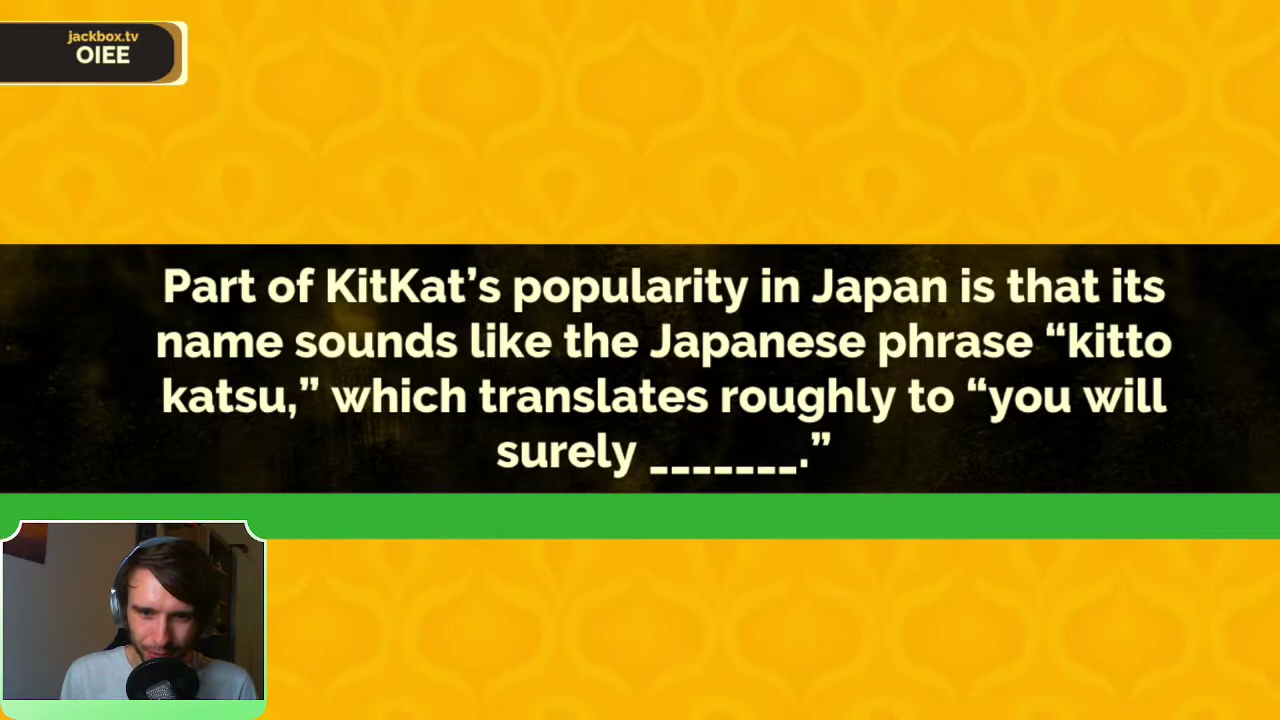 jackbox.tv
OIEE
Part of KitKat’s popularity in Japan is that its
name sounds like the Japanese phrase “kitto
katsu,” which translates roughly to “you will
surely _______.”